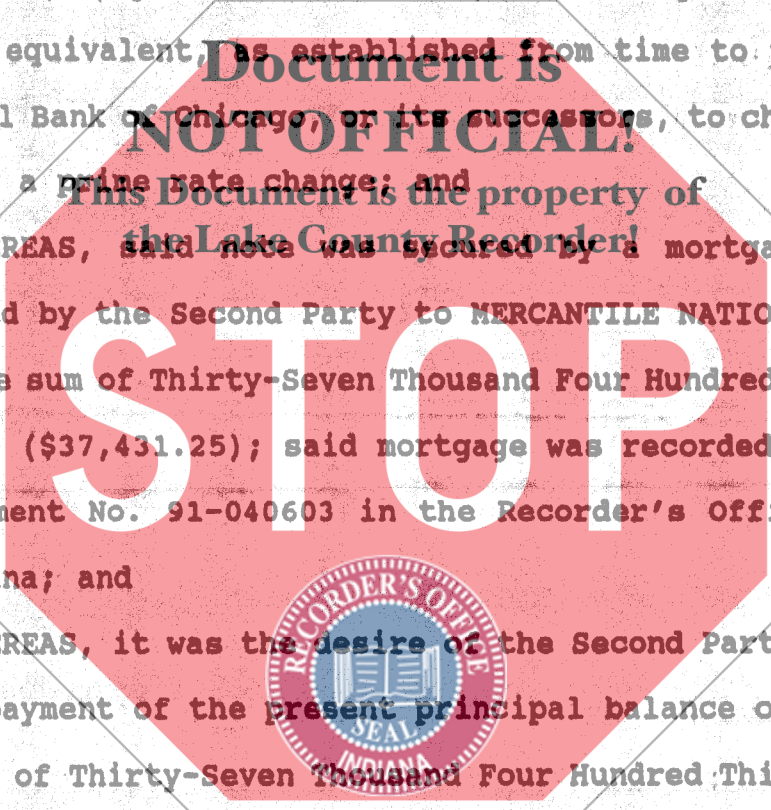 equivalent, as established from time to
l Bank of Chicago, or its successors, to ch
a prime rate change; and
REAS, said note was secured by a mortga
d by the Second Party to MERCANTILE NATIO
e sum of Thirty-Seven Thousand Four Hundred
($37,431.25); said mortgage was recorded
ment No. 91-040603 in the Recorder's Off
na; and
EREAS, it was the desire of the Second Part
ayment of the present principal balance o
of Thirty-Seven Thousand Four Hundred Thi
Document is
NOT OFFICIAL!
This Document is the property of
the Lake County Recorder!
STOP
RECORDER'S OFFICE
SEAL
INDIANA